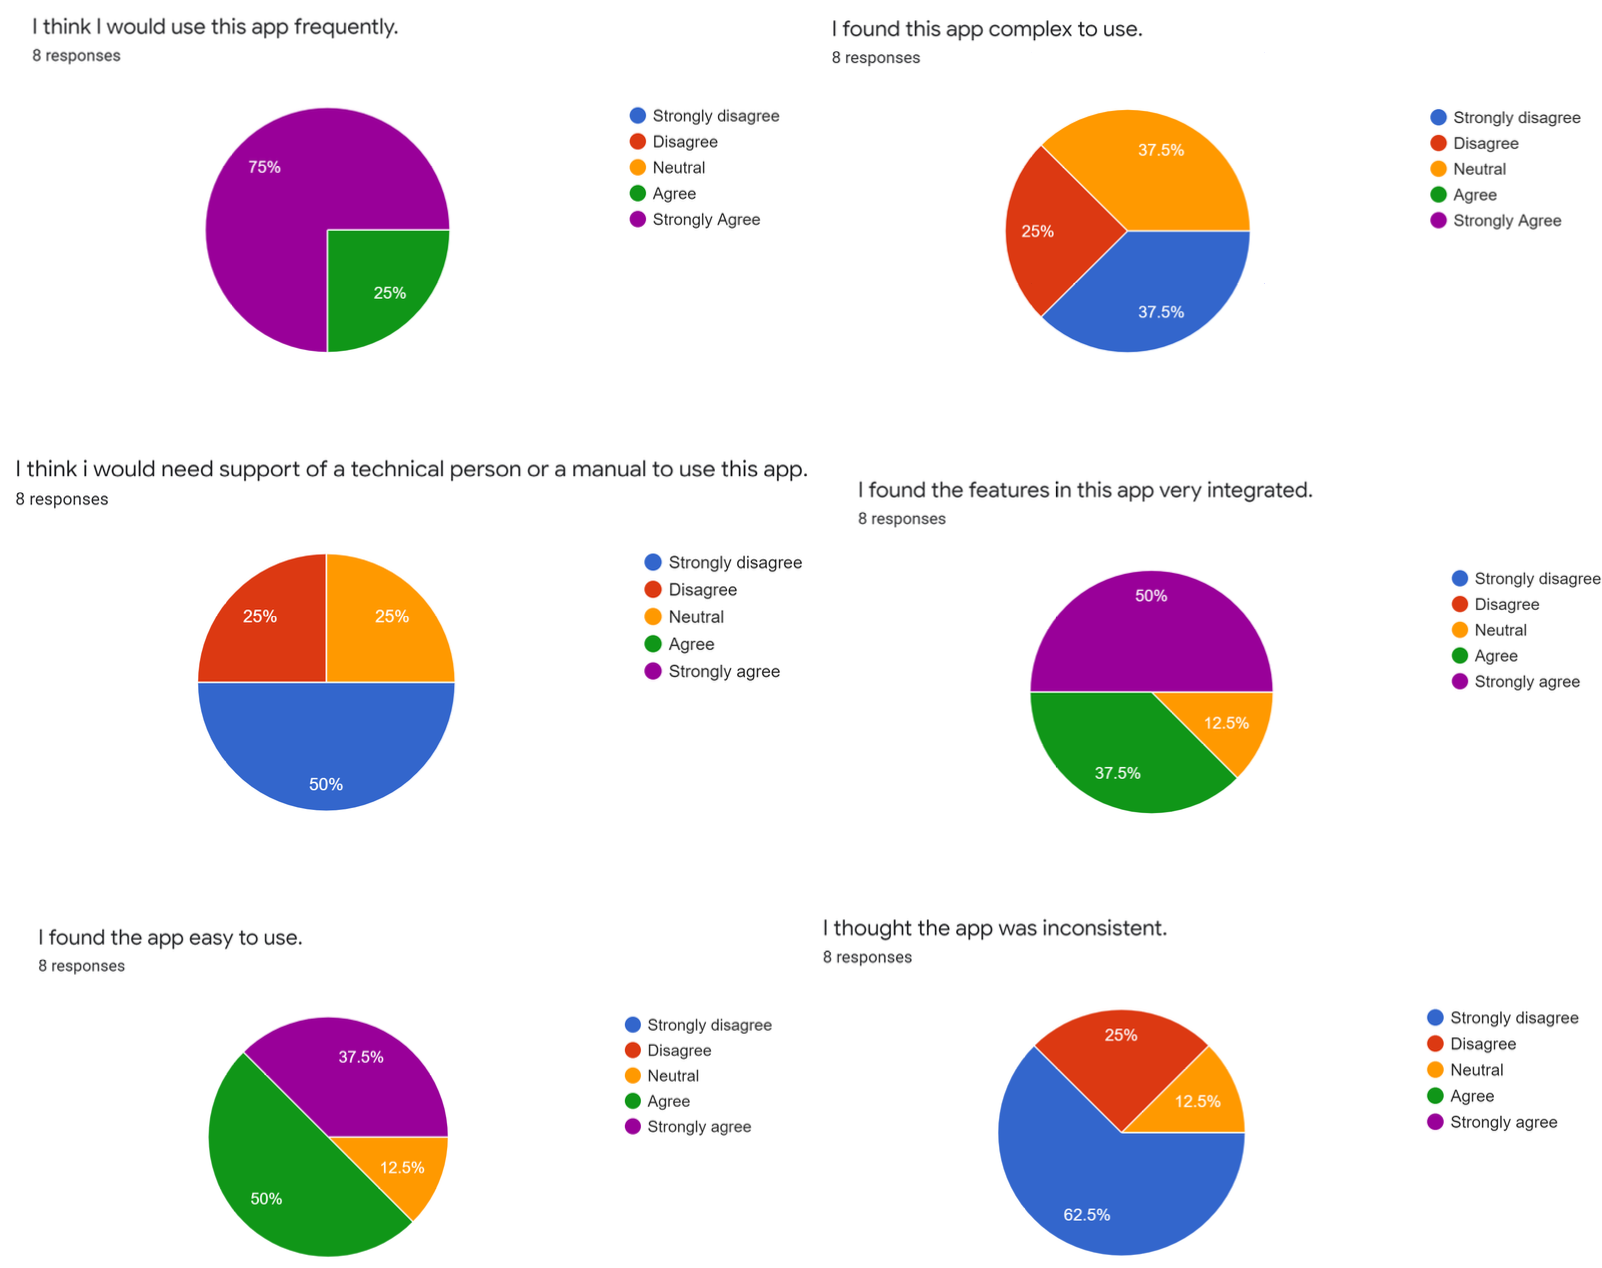 I think I would use this app frequently.
8 responses
75%
25%
Strongly disagree
Disagree
Neutral
Agree
Strongly Agree
I found this app complex to use.
8 responses
37.5%
25%
37.5%
Strongly disagree
Disagree
Neutral
Agree
Strongly Agree
I think i would need support of a technical person or a manual to use this app.
8 responses
25%
25%
50%
Strongly disagree
Disagree
Neutral
Agree
Strongly agree
I found the features in this app very integrated.
8 responses
50%
12.5%
37.5%
Strongly disagree
Disagree
Neutral
Agree
Strongly agree
I found the app easy to use.
8 responses
37.5%
12.5%
50%
Strongly disagree
Disagree
Neutral
Agree
Strongly agree
I thought the app was inconsistent.
8 responses
25%
12.5%
62.5%
Strongly disagree
Disagree
Neutral
Agree
Strongly agree